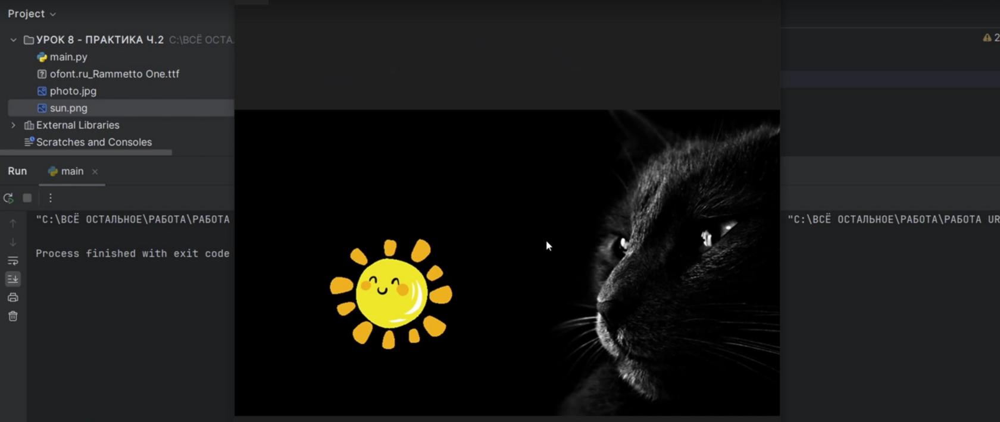 Project
УРОК 8 - ПРАКТИКА Ч.2 C:\ВСЁ ОСТА
main.py
ofont.ru_Rammetto One.ttf
photo.jpg
sun.png
External Libraries
Scratches and Consoles
2
Run main
"C:\ВСЁ ОСТАЛЬНОЕ\РАБОТА\РАБОТА
"C:\ВСЁ ОСТАЛЬНОЕ\РАБОТА\РАБОТА UR
Process finished with exit code